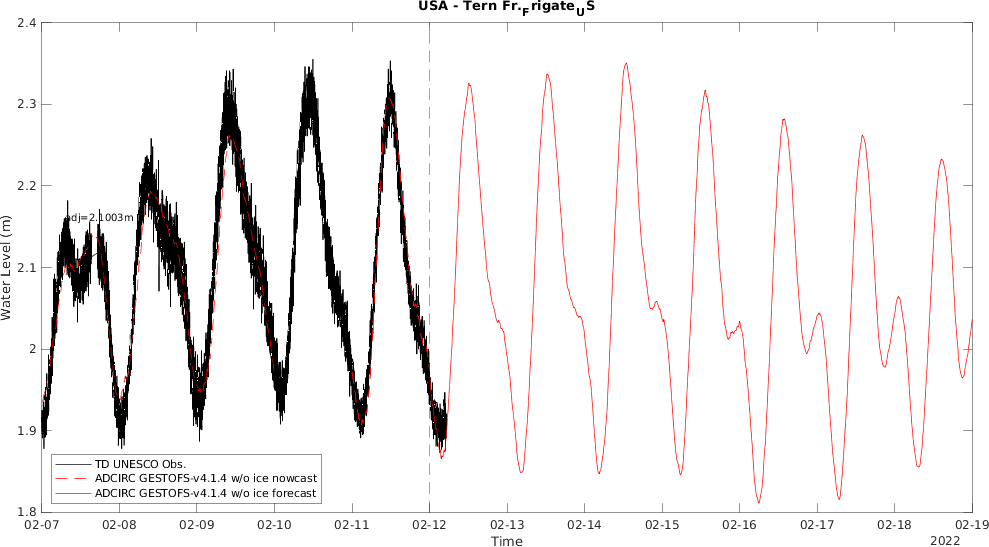 USA - Tern Fr.FrigateUS
2.4
2.3
2.2
2.1
2
1.9
1.8
Water Level (m)
adj=2.1003m
TD UNESCO Obs.
ADCIRC GESTOFS-v4.1.4 w/o ice nowcast
ADCIRC GESTOFS-v4.1.4 w/o ice forecast
02-07 02-08 02-09 02-10 02-11 02-12 02-13 02-14 02-15 02-16 02-17 02-18 02-19
Time
2022